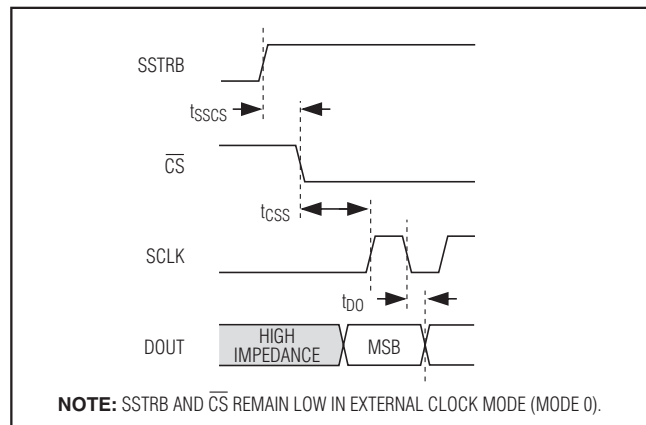 SSTRB
tSSCS
CS
tCSS
SCLK
tDO
DOUT
HIGH
IMPEDANCE
MSB
NOTE: SSTRB AND CS REMAIN LOW IN EXTERNAL CLOCK MODE (MODE 0).